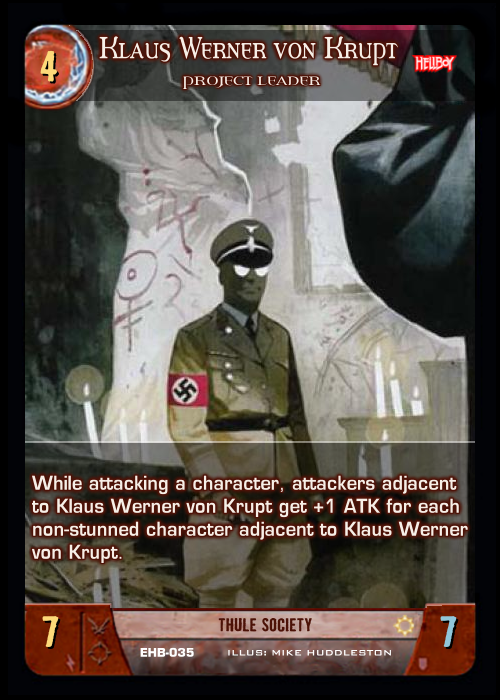 4
KLAUS WERNER VON KRUPT
PROJECT LEADER
HELLBOY
While attacking a character, attackers adjacent
to Klaus Werner von Krupt get +1 ATK for each
non-stunned character adjacent to Klaus Werner
von Krupt.
7
THULE SOCIETY
7
EHB-035
ILLUS: MIKE HUDDLESTON